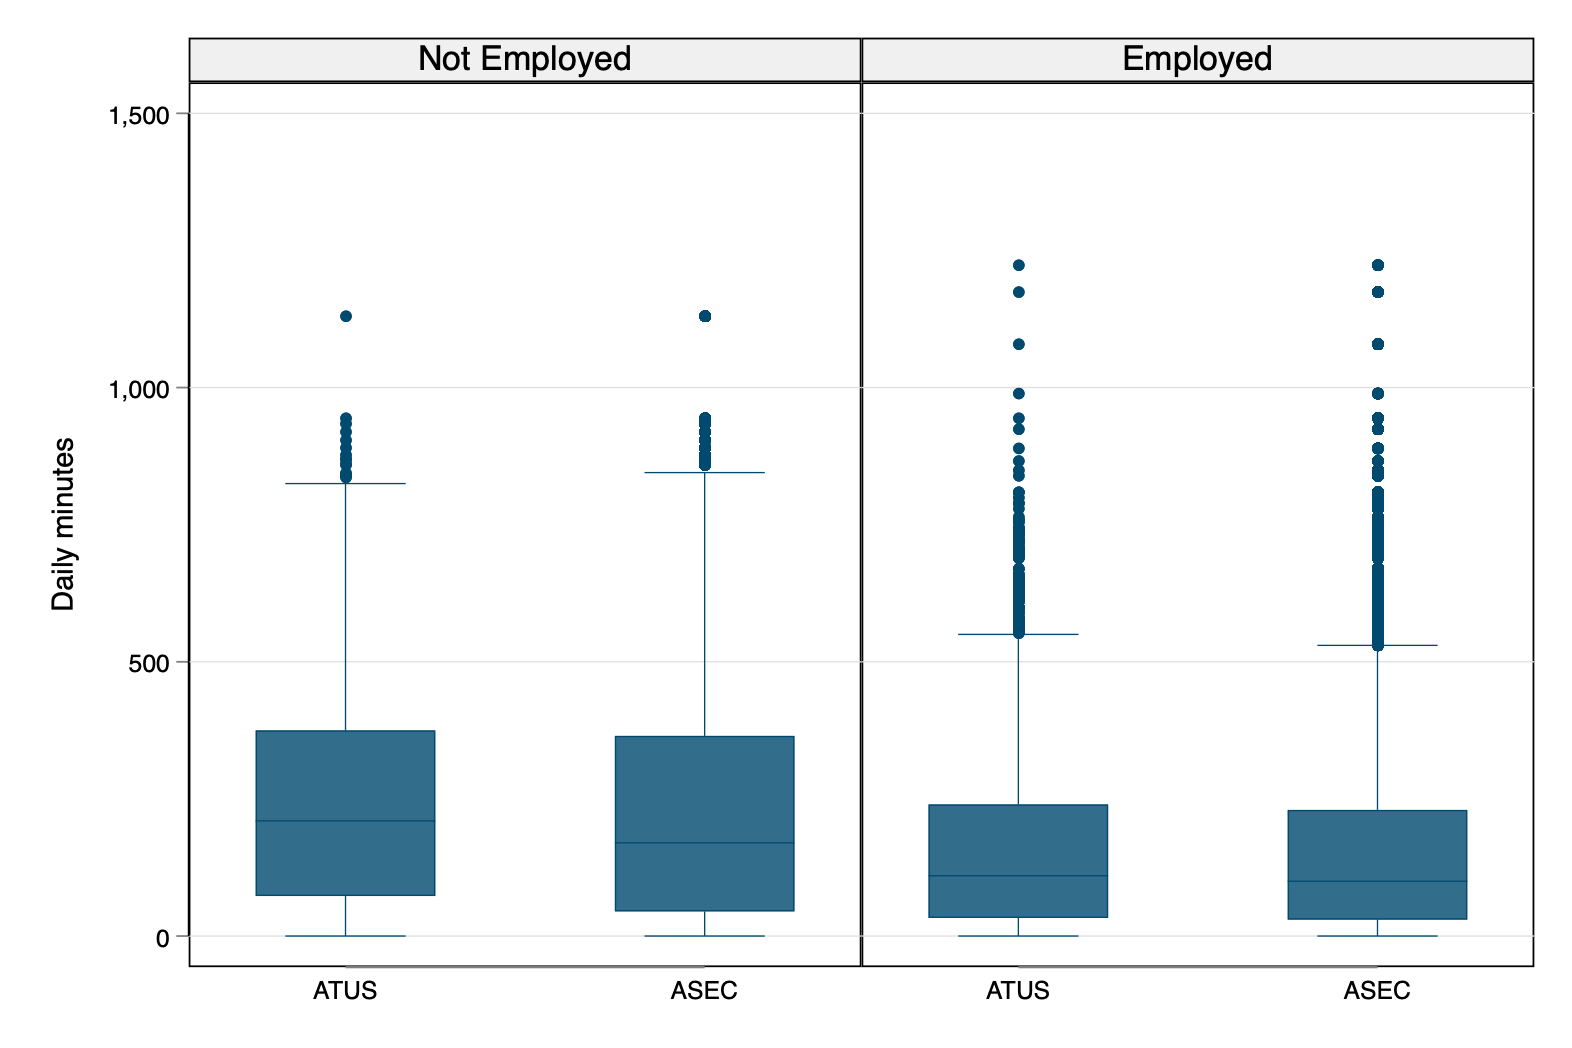 Not Employed
Employed
1,500
1,000
500
0
Daily minutes
ATUS
ASEC
ATUS
ASEC